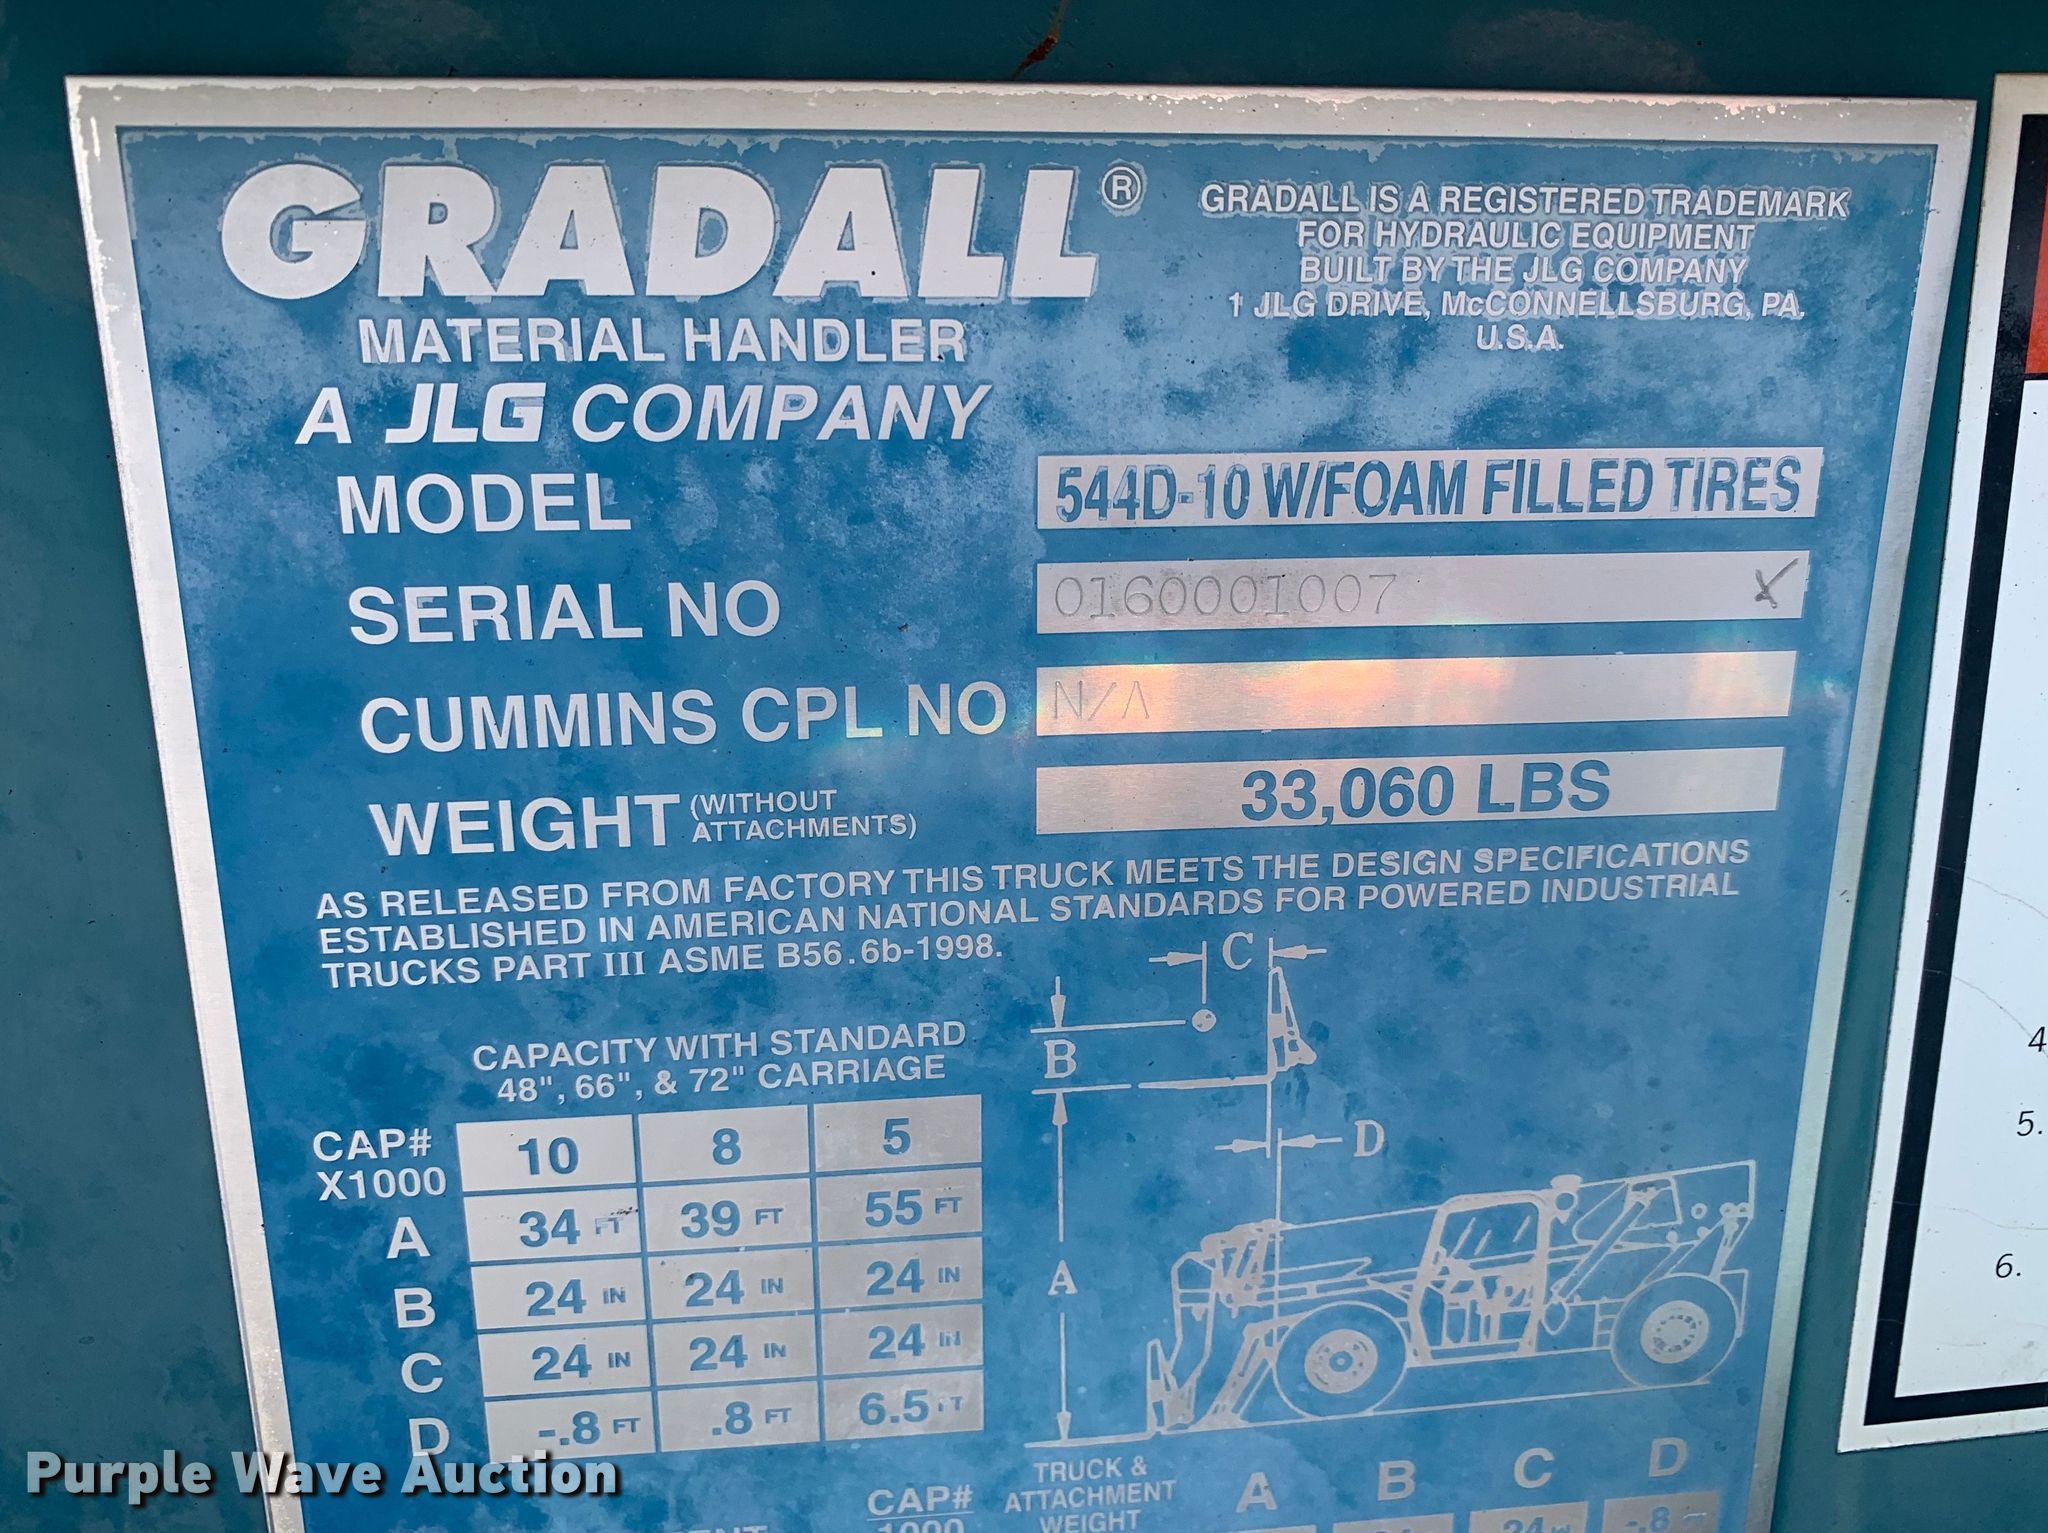 GRADALL®
MATERIAL HANDLER
A JLG COMPANY
GRADALL IS A REGISTERED TRADEMARK
FOR HYDRAULIC EQUIPMENT
BUILT BY THE JLG COMPANY
1 JLG DRIVE, McCONNELLSBURG, PA.
U.S.A.
MODEL 544D-10 W/FOAM FILLED TIRES
SERIAL NO 0160001007 X
CUMMINS CPL NO N/A
WEIGHT (WITHOUT ATTACHMENTS) 33,060 LBS
AS RELEASED FROM FACTORY THIS TRUCK MEETS THE DESIGN SPECIFICATIONS
ESTABLISHED IN AMERICAN NATIONAL STANDARDS FOR POWERED INDUSTRIAL
TRUCKS PART III ASME B56.6b-1998.
CAPACITY WITH STANDARD
48", 66", & 72" CARRIAGE
CAP# X1000 10 8 5
A 34 FT 39 FT 55 FT
B 24 IN 24 IN 24 IN
C 24 IN 24 IN 24 IN
D -.8 FT .8 FT 6.5 FT
C
B
D
A
CAP#
1000
TRUCK &
ATTACHMENT
WEIGHT
A B C D
24 IN -.8
4
5.
6.
Purple Wave Auction